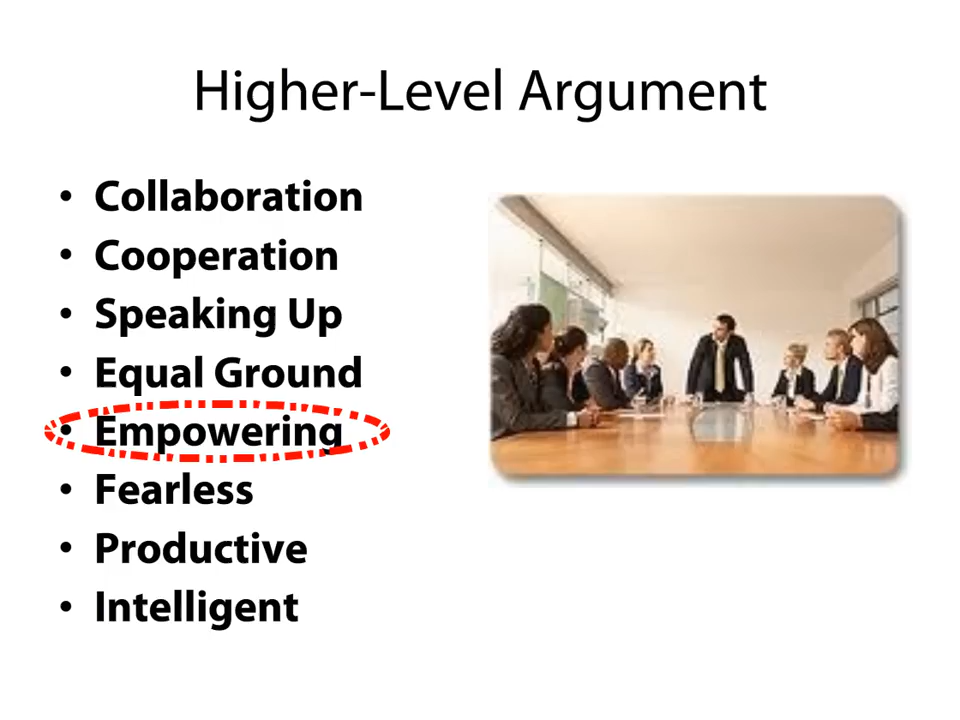 Higher-Level Argument
• Collaboration
• Cooperation
• Speaking Up
• Equal Ground
• Empowering
• Fearless
• Productive
• Intelligent